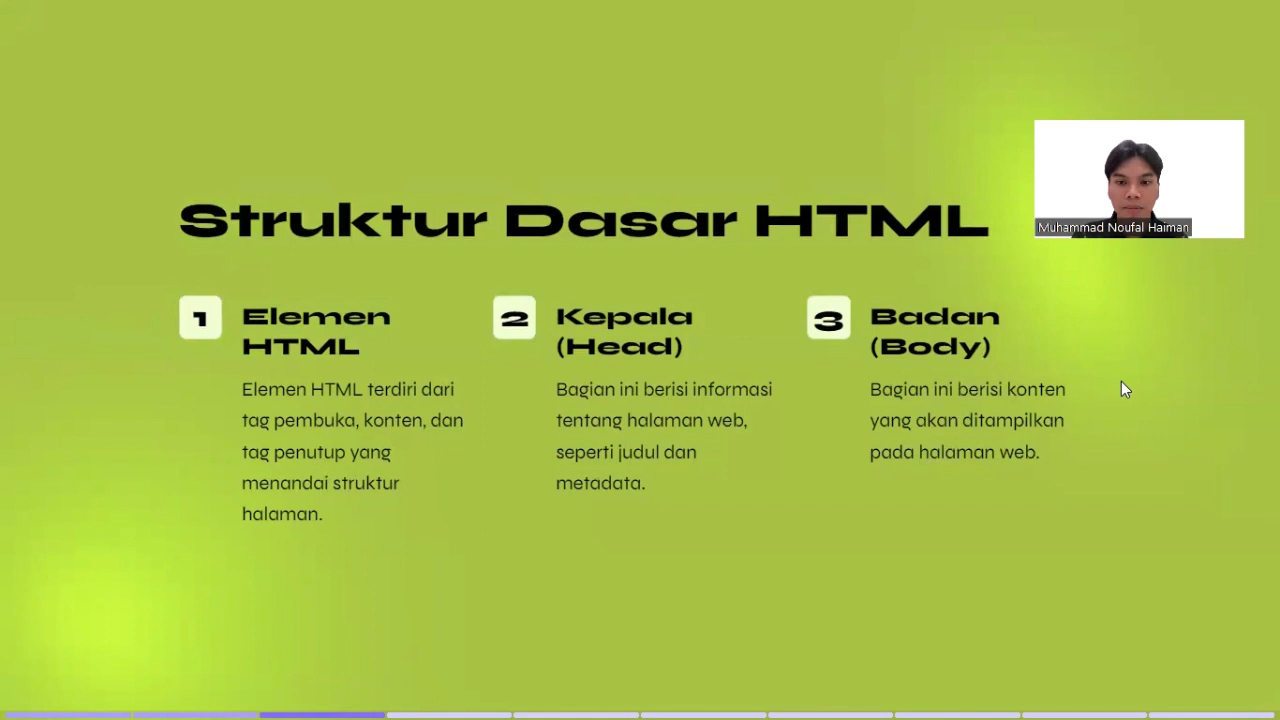 Struktur Dasar HTML
Muhammad Noufal Haiman
1
Elemen
HTML
Elemen HTML terdiri dari
tag pembuka, konten, dan
tag penutup yang
menandai struktur
halaman.
2
Kepala
(Head)
Bagian ini berisi informasi
tentang halaman web,
seperti judul dan
metadata.
3
Badan
(Body)
Bagian ini berisi konten
yang akan ditampilkan
pada halaman web.